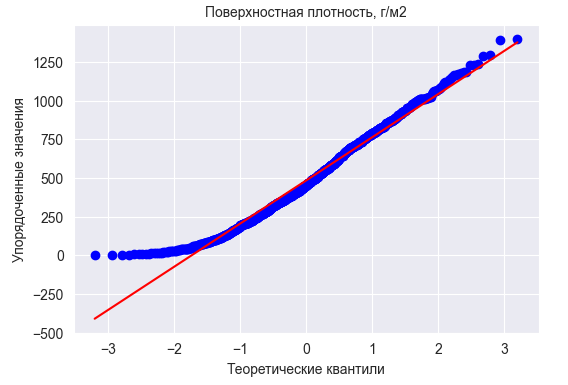 Поверхностная плотность, г/м2
Упорядоченные значения
1250
1000
750
500
250
0
−250
−500
−3 −2 −1 0 1 2 3
Теоретические квантили